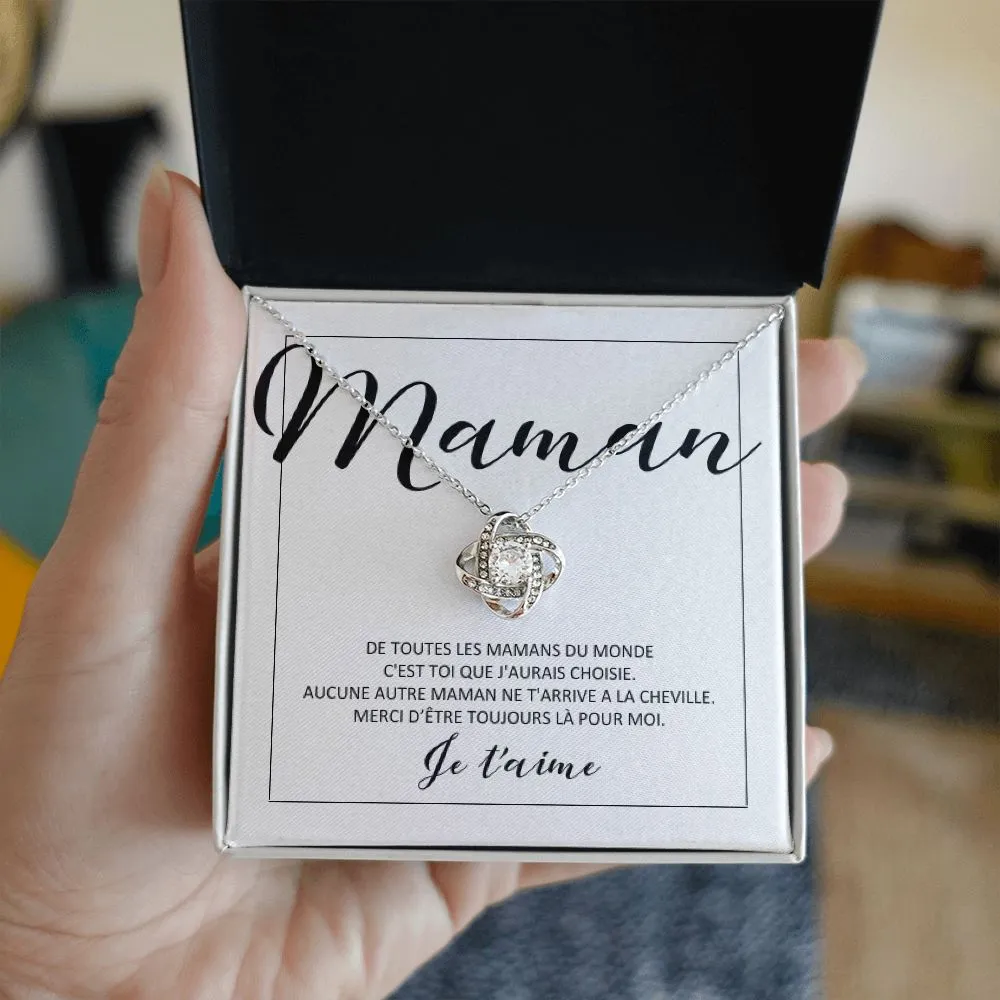 Maman
DE TOUTES LES MAMANS DU MONDE
C'EST TOI QUE J'AURAIS CHOISIE.
AUCUNE AUTRE MAMAN NE T'ARRIVE A LA CHEVILLE.
MERCI D'ÊTRE TOUJOURS LÀ POUR MOI.
Je t'aime